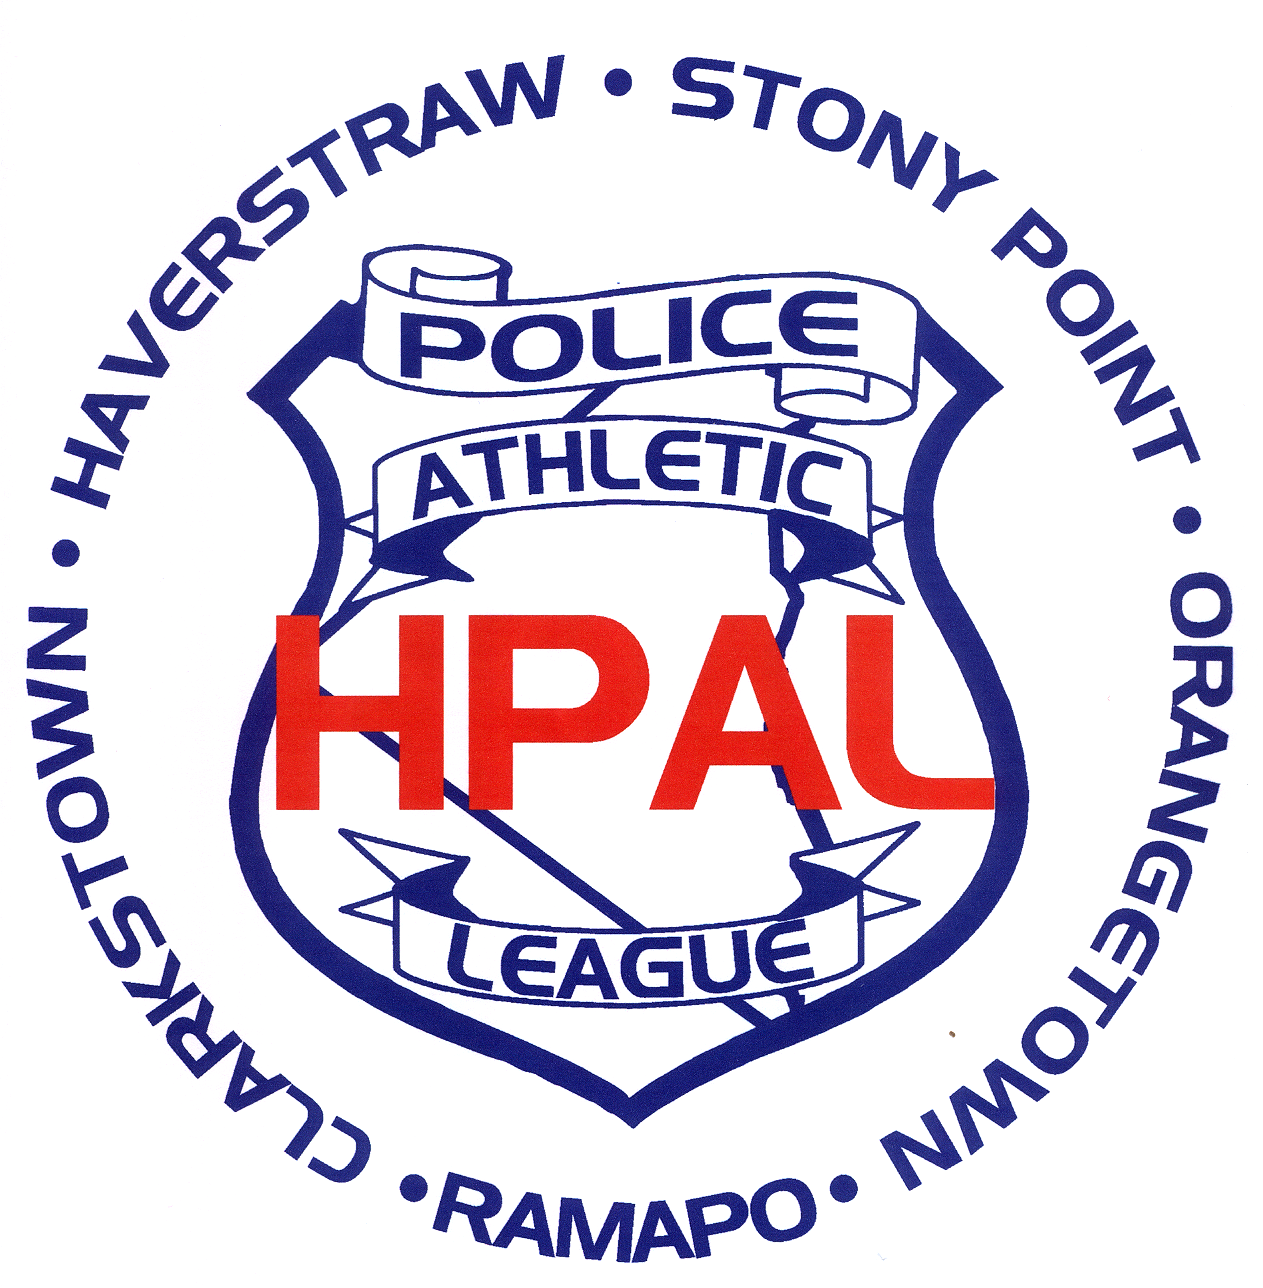 HAVERSTRAW • STONY POINT • ORANGETOWN • RAMAPO • CLARKSTOWN •
POLICE
ATHLETIC
HPAL
LEAGUE